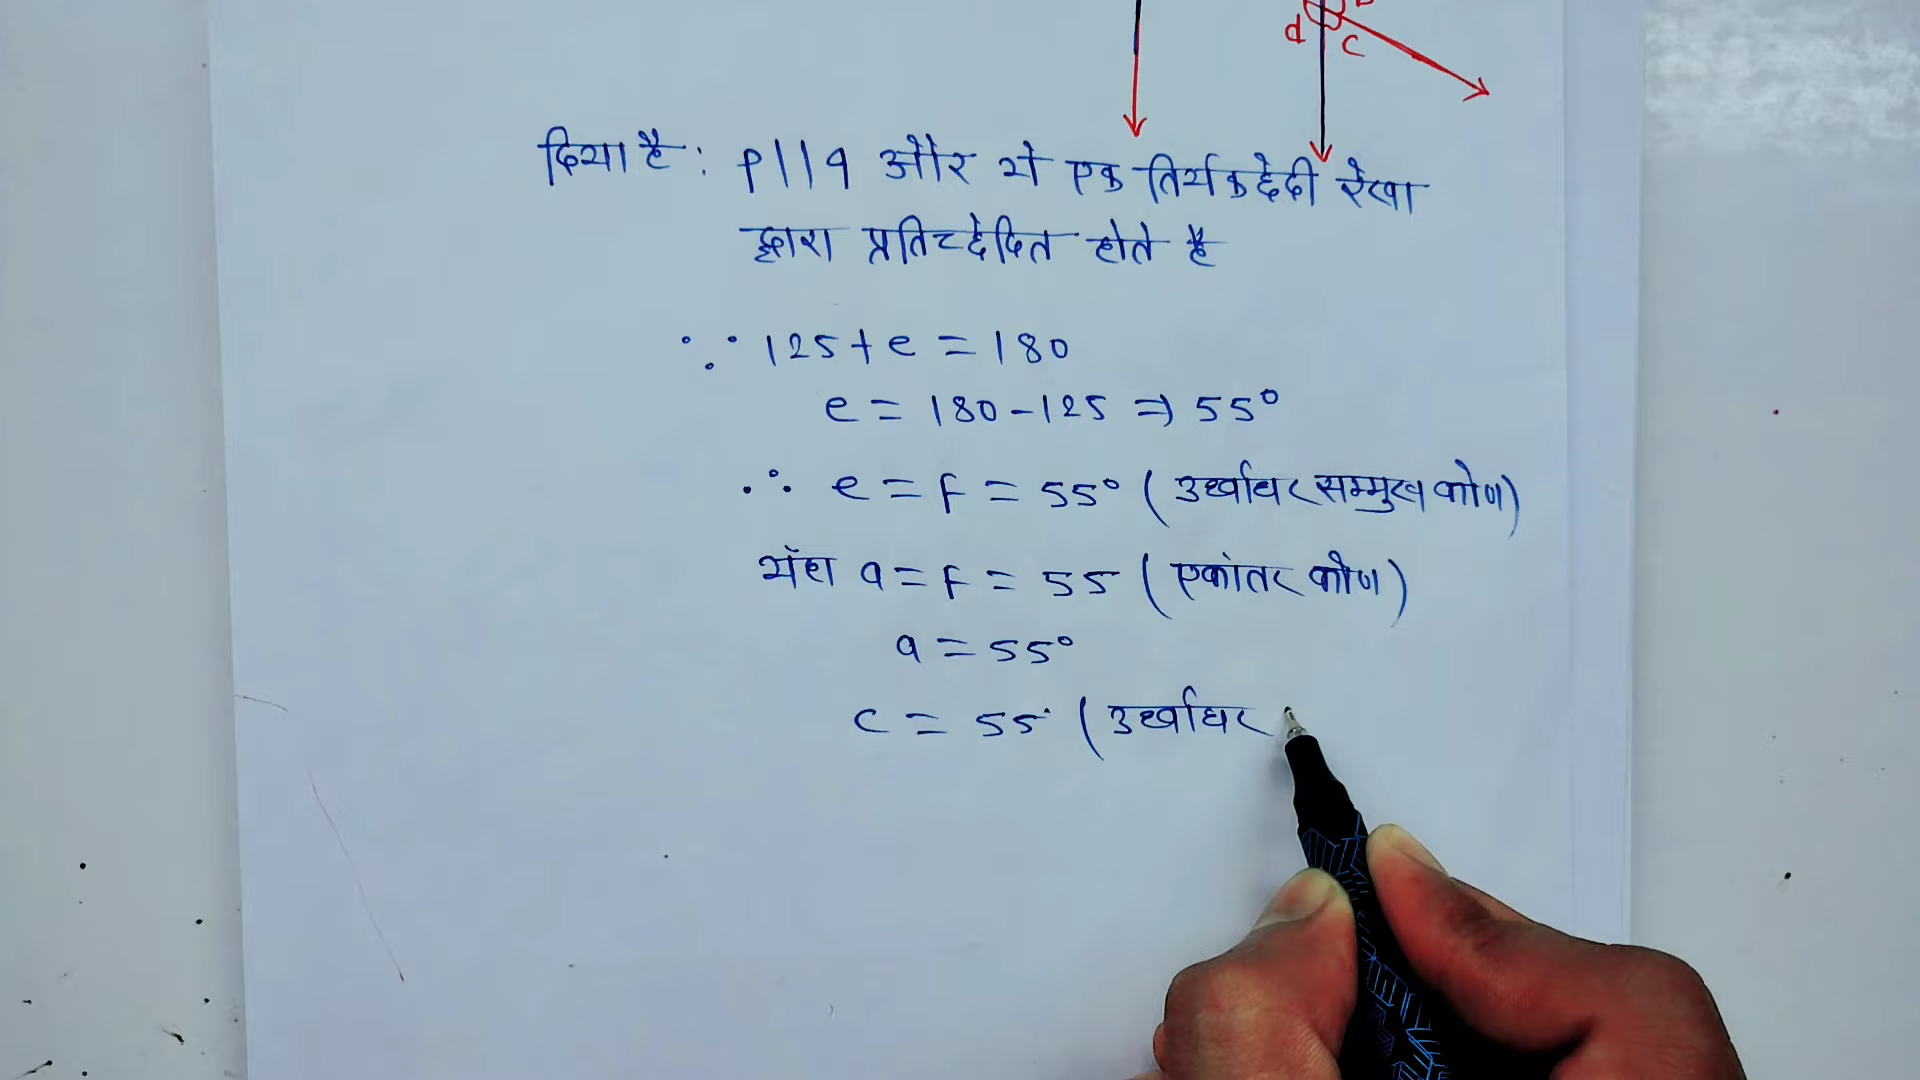 d
c
दिया है : p||q और ये एक तिर्यक छेदी रेखा
द्वारा प्रतिच्छेदित होते है
∵ 125 + e = 180
e = 180 - 125 ⇒ 55°
∴ e = f = 55° (उर्ध्वाधर सम्मुख कोण)
यँहा a = f = 55 (एकांतर कोण)
a = 55°
c = 55° (उर्ध्वाधर